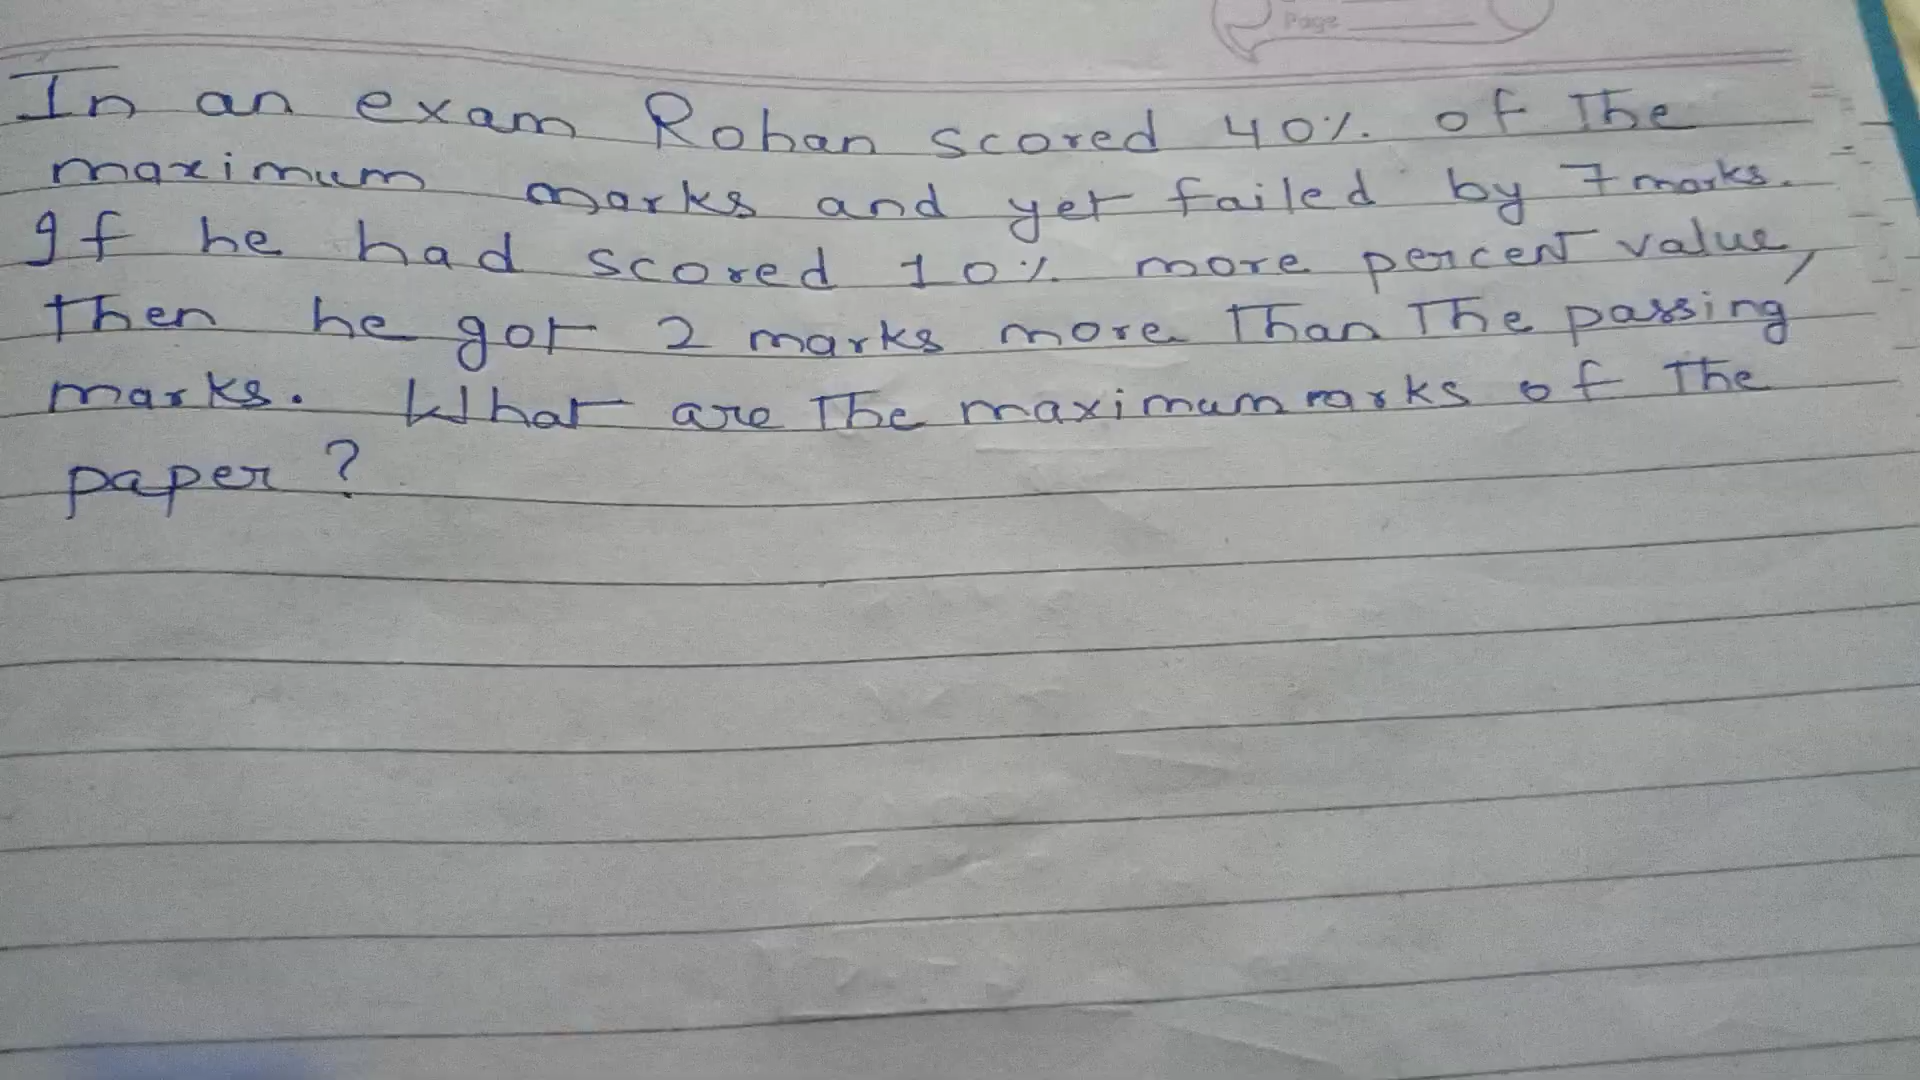 Page
In an exam Rohan scored 40%. of The
maximum marks and yet failed by 7 marks.
If he had scored 10% more percent value,
Then he got 2 marks more Than The passing
marks. What are The maximum marks of The
paper ?